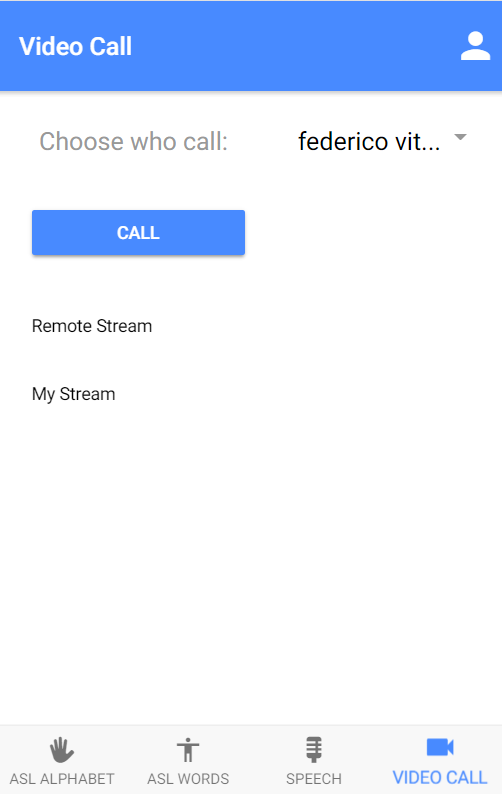 Video Call
Choose who call: federico vit...
CALL
Remote Stream
My Stream
ASL ALPHABET ASL WORDS SPEECH VIDEO CALL